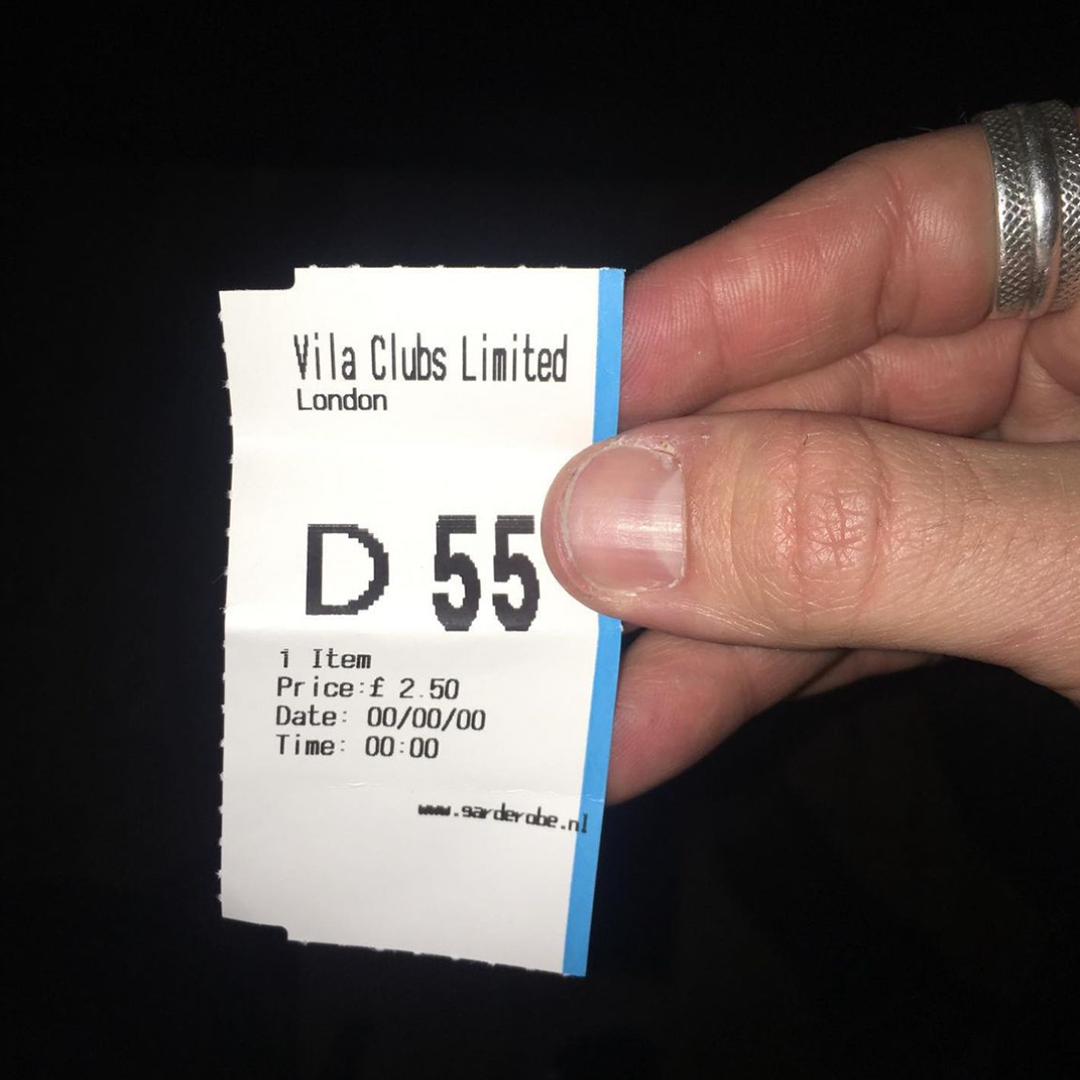 Vila Clubs Limited
London
D 55
1 Item
Price:£ 2.50
Date: 00/00/00
Time: 00:00
www.garderobe.nl